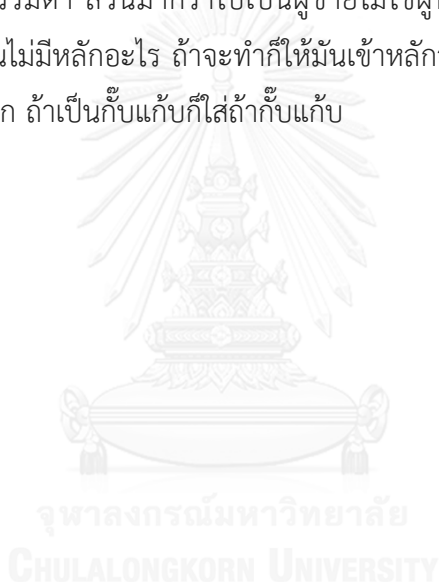 ส่วนมากว่าไปเป็นผู้ชายไม่ใช่ผู้
นไม่มีหลักอะไร ถ้าจะทำก็ให้มันเข้าหลัก
ก ถ้าเป็นกั๊บแก้บก็ใส่ถ้ากั๊บแก้บ
จุฬาลงกรณ์มหาวิทยาลัย
CHULALONGKORN UNIVERSITY